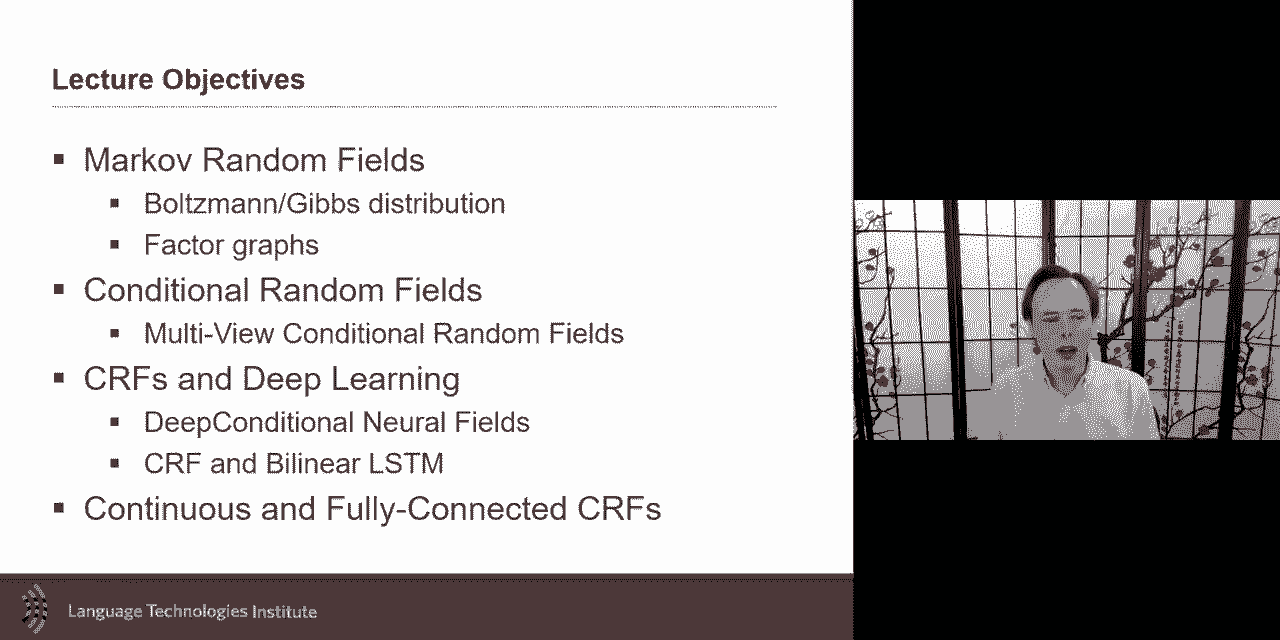 Lecture Objectives
▪ Markov Random Fields
▪ Boltzmann/Gibbs distribution
▪ Factor graphs
▪ Conditional Random Fields
▪ Multi-View Conditional Random Fields
▪ CRFs and Deep Learning
▪ DeepConditional Neural Fields
▪ CRF and Bilinear LSTM
▪ Continuous and Fully-Connected CRFs
Language Technologies Institute